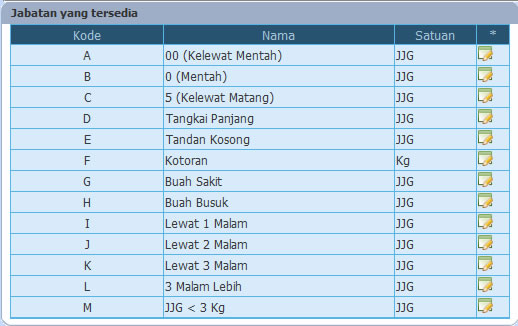 Jabatan yang tersedia
Kode Nama Satuan *
A 00 (Kelewat Mentah) JJG
B 0 (Mentah) JJG
C 5 (Kelewat Matang) JJG
D Tangkai Panjang JJG
E Tandan Kosong JJG
F Kotoran Kg
G Buah Sakit JJG
H Buah Busuk JJG
I Lewat 1 Malam JJG
J Lewat 2 Malam JJG
K Lewat 3 Malam JJG
L 3 Malam Lebih JJG
M JJG < 3 Kg JJG